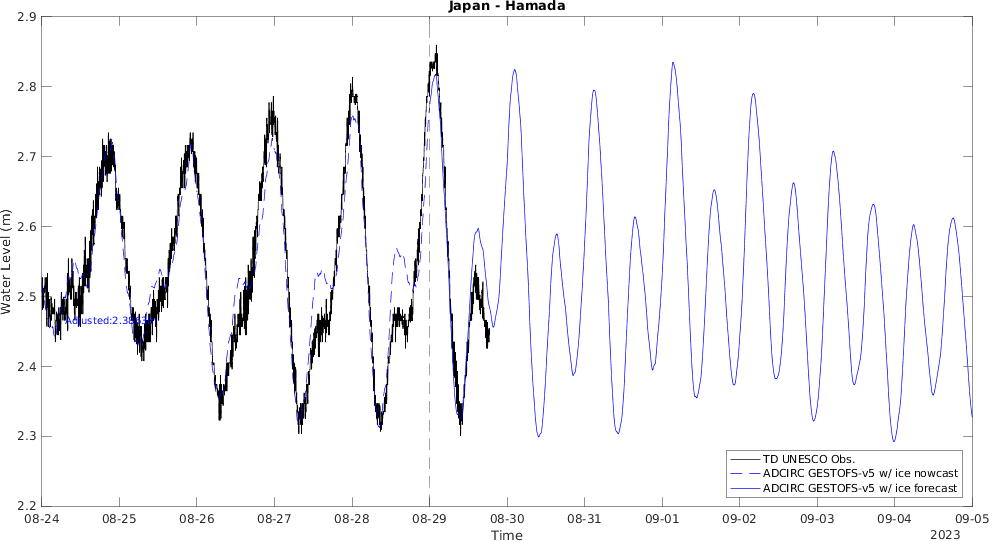 Japan - Hamada
2.9
2.8
2.7
2.6
2.5
2.4
2.3
2.2
Water Level (m)
08-24 08-25 08-26 08-27 08-28 08-29 08-30 08-31 09-01 09-02 09-03 09-04 09-05
Time
2023
TD UNESCO Obs.
ADCIRC GESTOFS-v5 w/ ice nowcast
ADCIRC GESTOFS-v5 w/ ice forecast